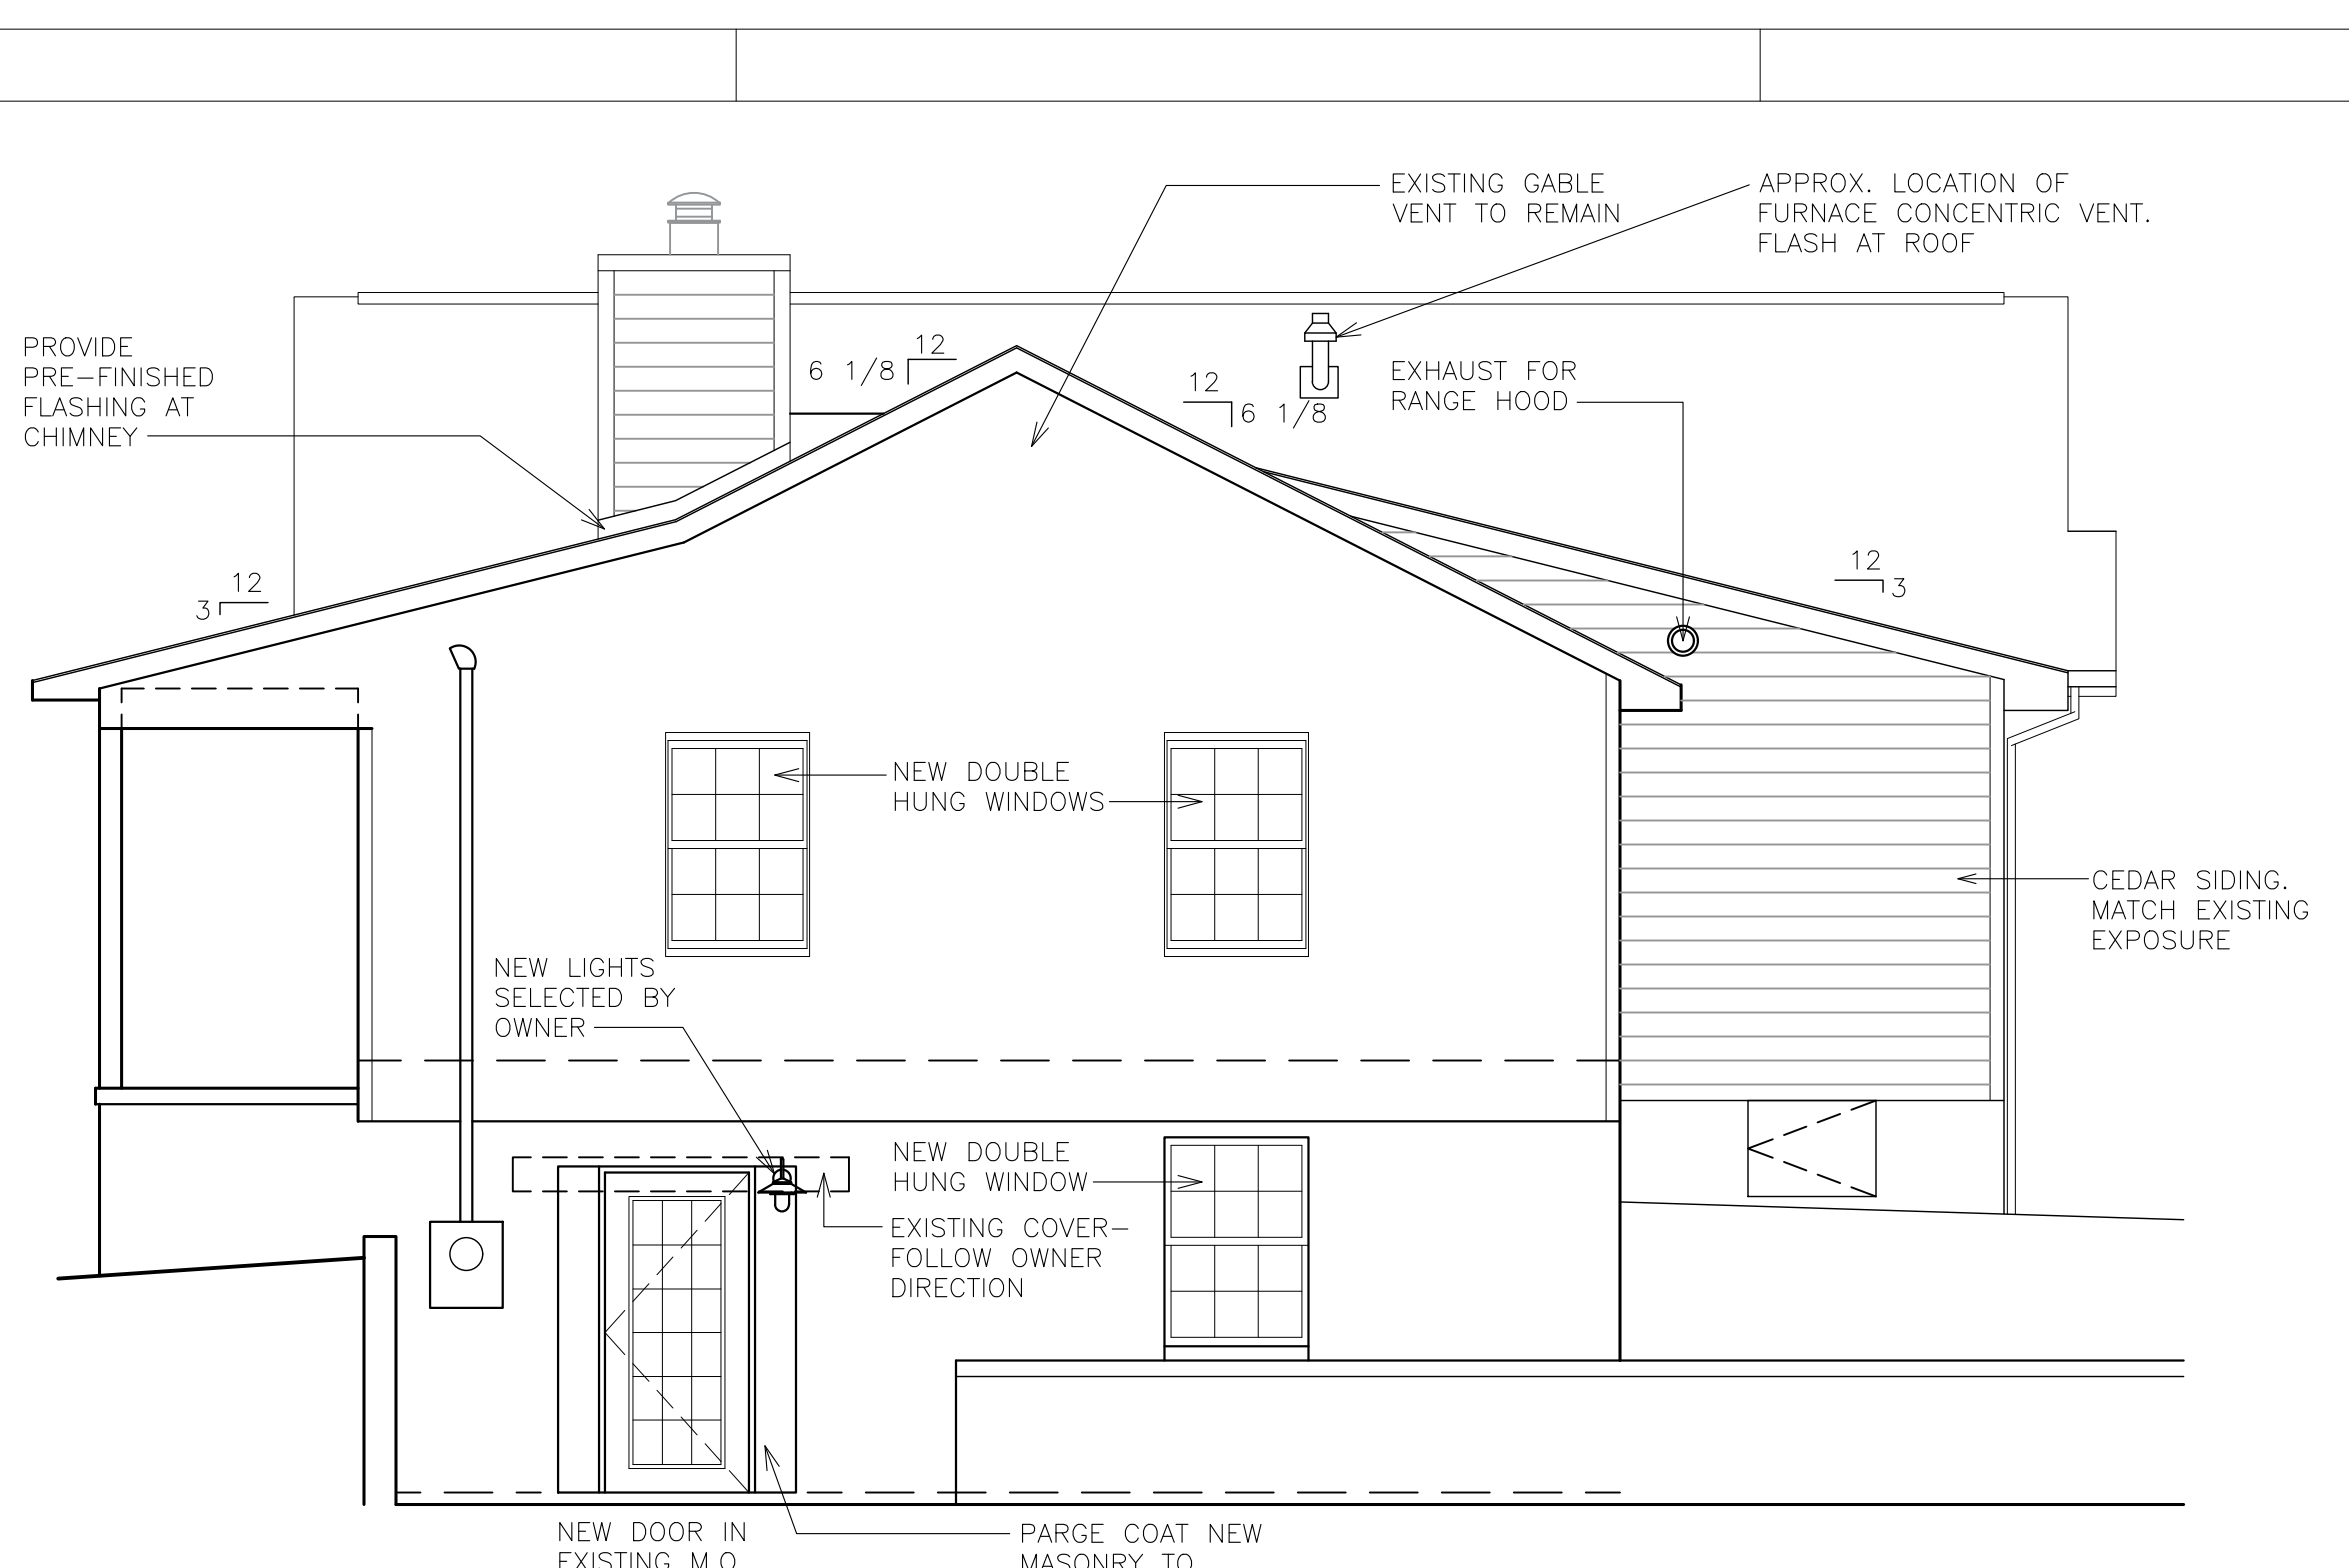 EXISTING GABLE
VENT TO REMAIN
APPROX. LOCATION OF
FURNACE CONCENTRIC VENT.
FLASH AT ROOF
PROVIDE
PRE-FINISHED
FLASHING AT
CHIMNEY
12
6 1/8
12
6 1/8
EXHAUST FOR
RANGE HOOD
12
3
12
3
NEW DOUBLE
HUNG WINDOWS
CEDAR SIDING.
MATCH EXISTING
EXPOSURE
NEW LIGHTS
SELECTED BY
OWNER
NEW DOUBLE
HUNG WINDOW
EXISTING COVER-
FOLLOW OWNER
DIRECTION
NEW DOOR IN
EXISTING M.O.
PARGE COAT NEW
MASONRY TO